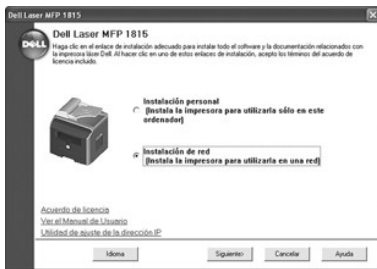 Dell Laser MFP 1815
DELL
Dell Laser MFP 1815
Haga clic en el enlace de instalación adecuado para instalar todo el software y la documentación relacionados con
la impresora láser Dell. Al hacer clic en uno de estos enlaces de instalación, acepto los términos del acuerdo de
licencia incluido.
Instalación personal
(Instala la impresora para utilizarla sólo en este
ordenador)
Instalación de red
(Instala la impresora para utilizarla en una red)
Acuerdo de licencia
Ver el Manual de Usuario
Utilidad de ajuste de la dirección IP
Idioma
Siguiente>
Cancelar
Ayuda